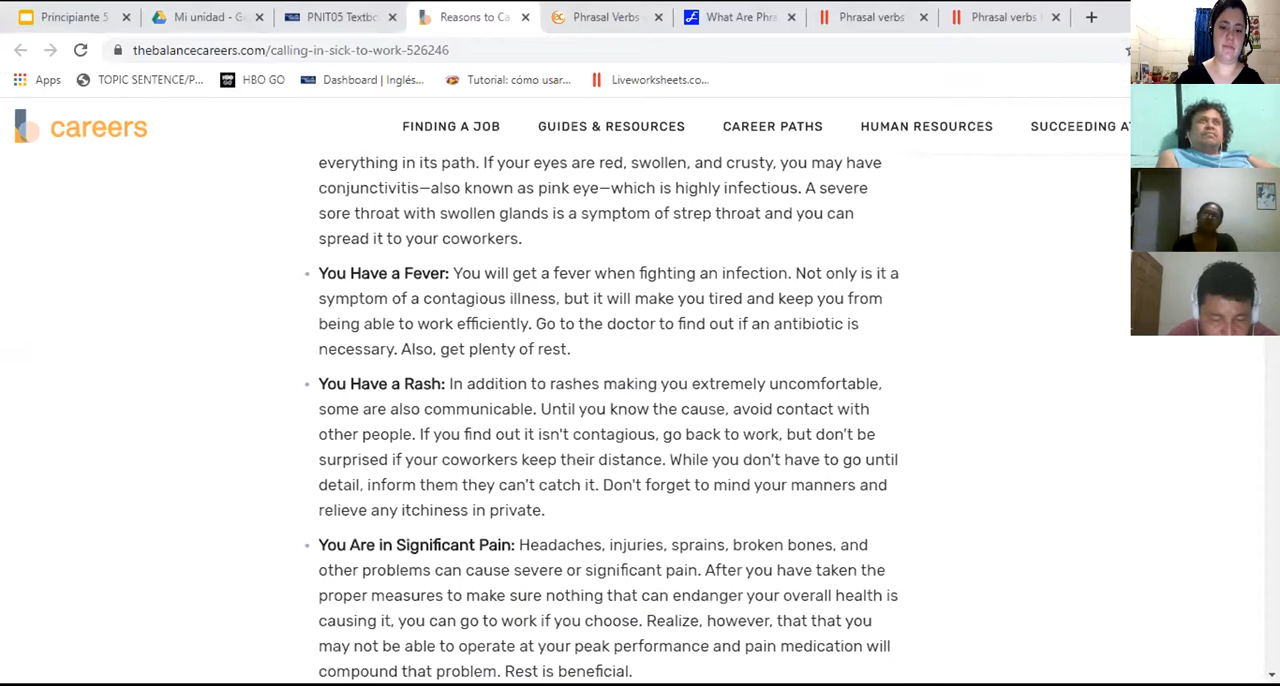 Principiante 5
Mi unidad - G
PNIT05 Textbo
Reasons to Ca
Phrasal Verbs
What Are Phra
Phrasal verbs
Phrasal verbs
thebalancecareers.com/calling-in-sick-to-work-526246
Apps
TOPIC SENTENCE/P...
HBO GO
Dashboard | Inglés...
Tutorial: cómo usar...
Liveworksheets.co...
careers
FINDING A JOB
GUIDES & RESOURCES
CAREER PATHS
HUMAN RESOURCES
SUCCEEDING AT
everything in its path. If your eyes are red, swollen, and crusty, you may have
conjunctivitis—also known as pink eye—which is highly infectious. A severe
sore throat with swollen glands is a symptom of strep throat and you can
spread it to your coworkers.
• You Have a Fever: You will get a fever when fighting an infection. Not only is it a
symptom of a contagious illness, but it will make you tired and keep you from
being able to work efficiently. Go to the doctor to find out if an antibiotic is
necessary. Also, get plenty of rest.
• You Have a Rash: In addition to rashes making you extremely uncomfortable,
some are also communicable. Until you know the cause, avoid contact with
other people. If you find out it isn't contagious, go back to work, but don't be
surprised if your coworkers keep their distance. While you don't have to go until
detail, inform them they can't catch it. Don't forget to mind your manners and
relieve any itchiness in private.
• You Are in Significant Pain: Headaches, injuries, sprains, broken bones, and
other problems can cause severe or significant pain. After you have taken the
proper measures to make sure nothing that can endanger your overall health is
causing it, you can go to work if you choose. Realize, however, that that you
may not be able to operate at your peak performance and pain medication will
compound that problem. Rest is beneficial.